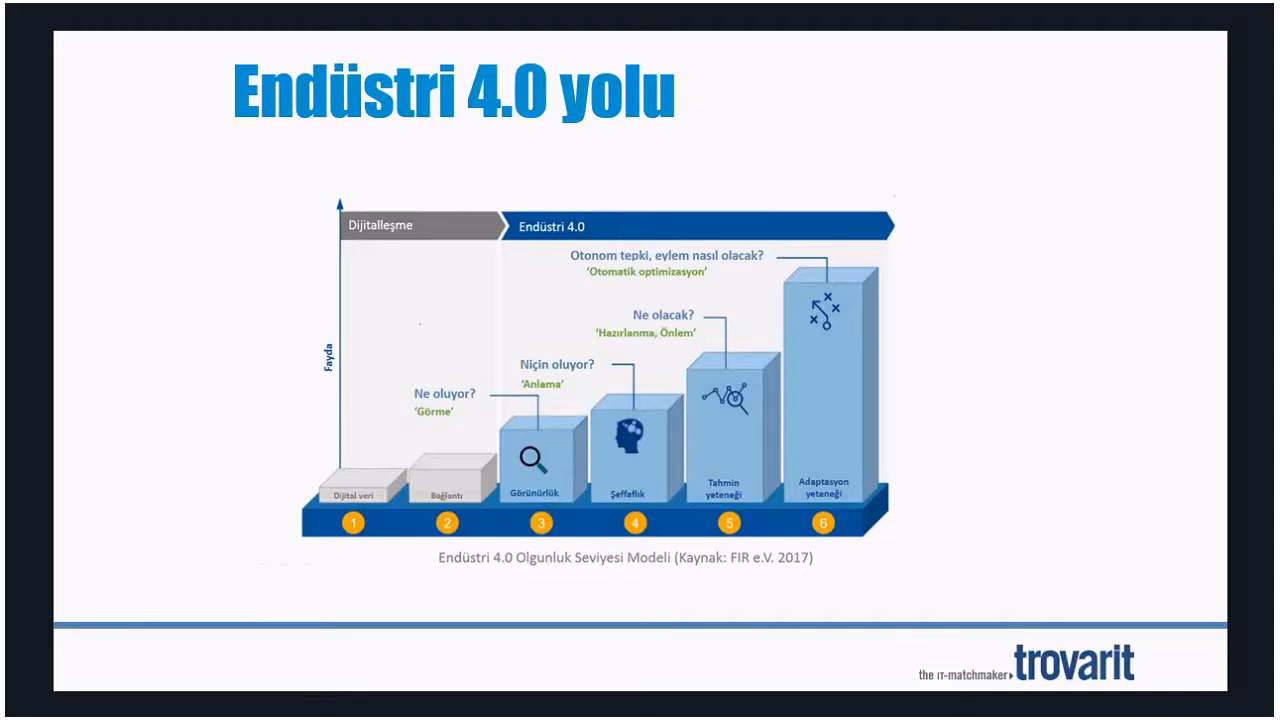 Endüstri 4.0 yolu
Dijitalleşme
Endüstri 4.0
Otonom tepki, eylem nasıl olacak?
‘Otomatik optimizasyon’
Ne olacak?
‘Hazırlanma, Önlem’
Niçin oluyor?
‘Anlama’
Ne oluyor?
‘Görme’
Fayda
Dijital veri
Bağlantı
Görünürlük
Şeffaflık
Tahmin
yeteneği
Adaptasyon
yeteneği
1
2
3
4
5
6
Endüstri 4.0 Olgunluk Seviyesi Modeli (Kaynak: FIR e.V. 2017)
the IT-matchmaker
trovarit